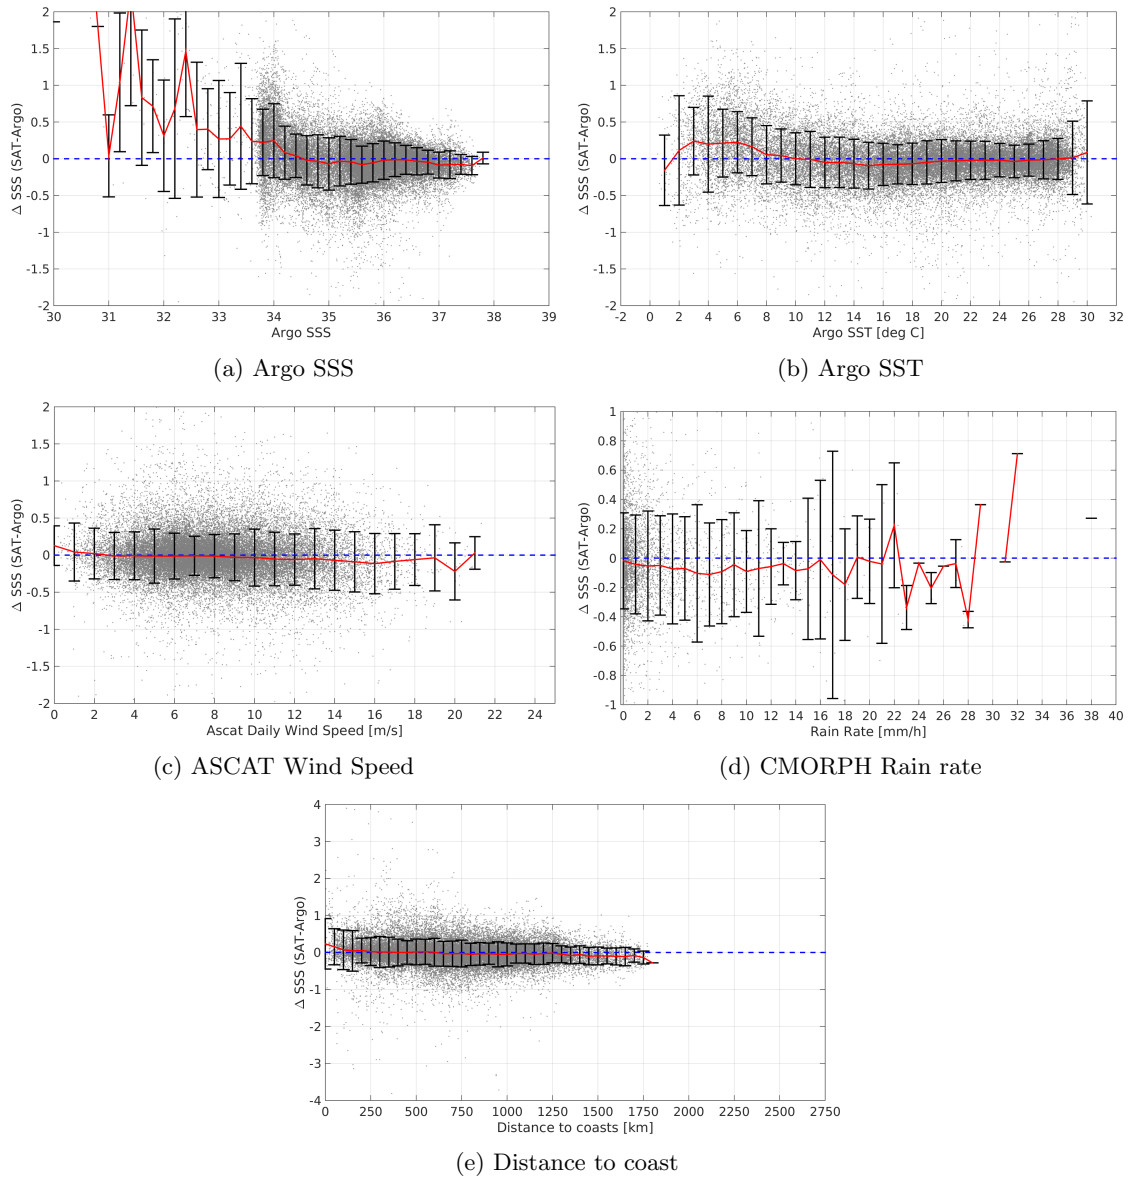 2
1.5
1
0.5
0
-0.5
-1
-1.5
-2
Δ SSS (SAT-Argo)
30 31 32 33 34 35 36 37 38 39
Argo SSS
(a) Argo SSS
2
1.5
1
0.5
0
-0.5
-1
-1.5
-2
Δ SSS (SAT-Argo)
-2 0 2 4 6 8 10 12 14 16 18 20 22 24 26 28 30 32
Argo SST [deg C]
(b) Argo SST
2
1.5
1
0.5
0
-0.5
-1
-1.5
-2
Δ SSS (SAT-Argo)
0 2 4 6 8 10 12 14 16 18 20 22 24
Ascat Daily Wind Speed [m/s]
(c) ASCAT Wind Speed
1
0.8
0.6
0.4
0.2
0
-0.2
-0.4
-0.6
-0.8
-1
Δ SSS (SAT-Argo)
0 2 4 6 8 10 12 14 16 18 20 22 24 26 28 30 32 34 36 38 40
Rain Rate [mm/h]
(d) CMORPH Rain rate
4
3
2
1
0
-1
-2
-3
-4
Δ SSS (SAT-Argo)
0 250 500 750 1000 1250 1500 1750 2000 2250 2500 2750
Distance to coasts [km]
(e) Distance to coast